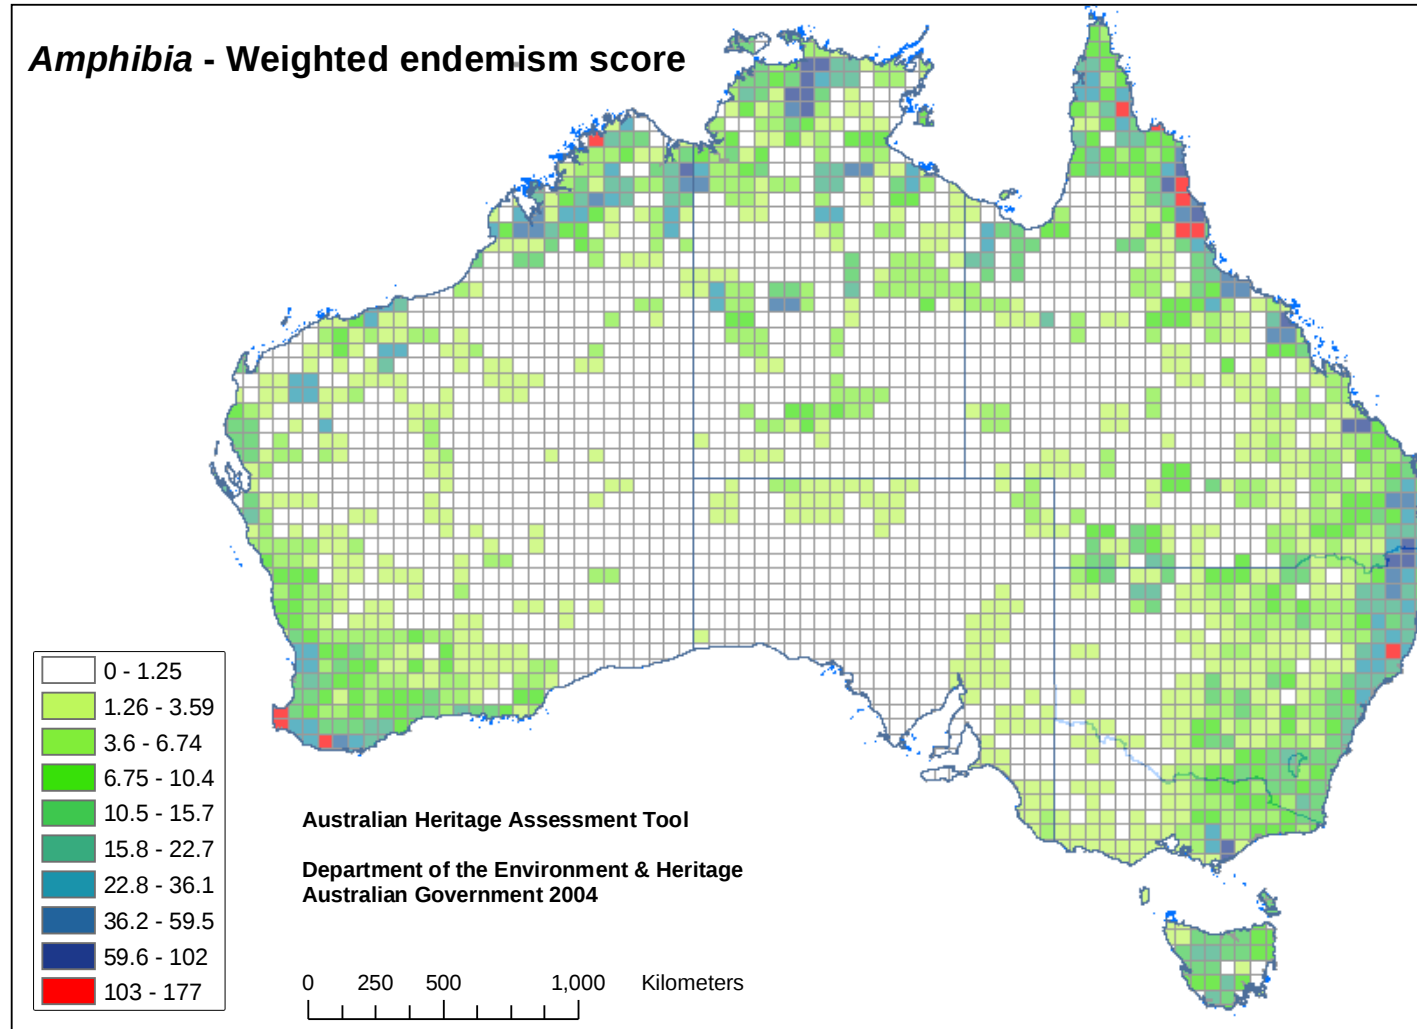 Amphibia - Weighted endemism score
0 - 1.25
1.26 - 3.59
3.6 - 6.74
6.75 - 10.4
10.5 - 15.7
15.8 - 22.7
22.8 - 36.1
36.2 - 59.5
59.6 - 102
103 - 177
Australian Heritage Assessment Tool
Department of the Environment & Heritage
Australian Government 2004
0 250 500 1,000 Kilometers